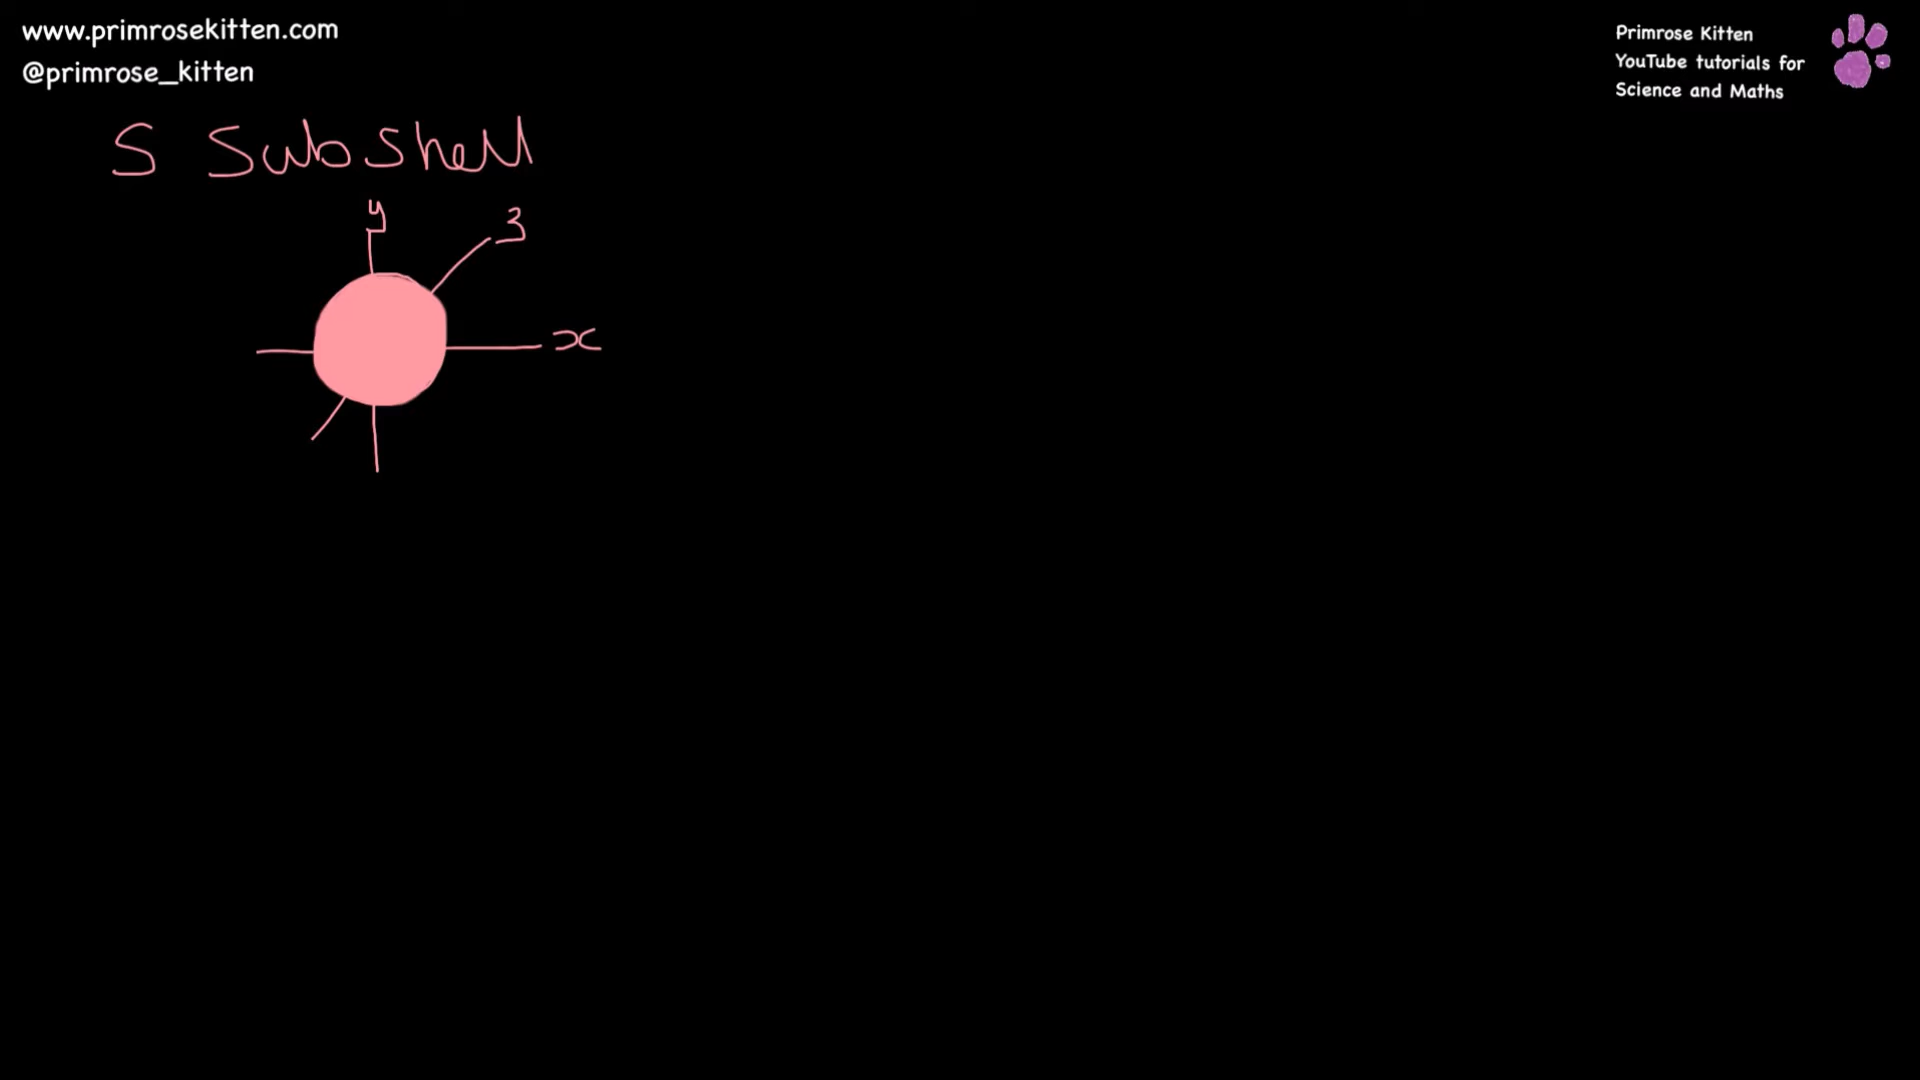 www.primrosekitten.com
@primrose_kitten
Primrose Kitten
YouTube tutorials for
Science and Maths
S Subshell
y
z
x